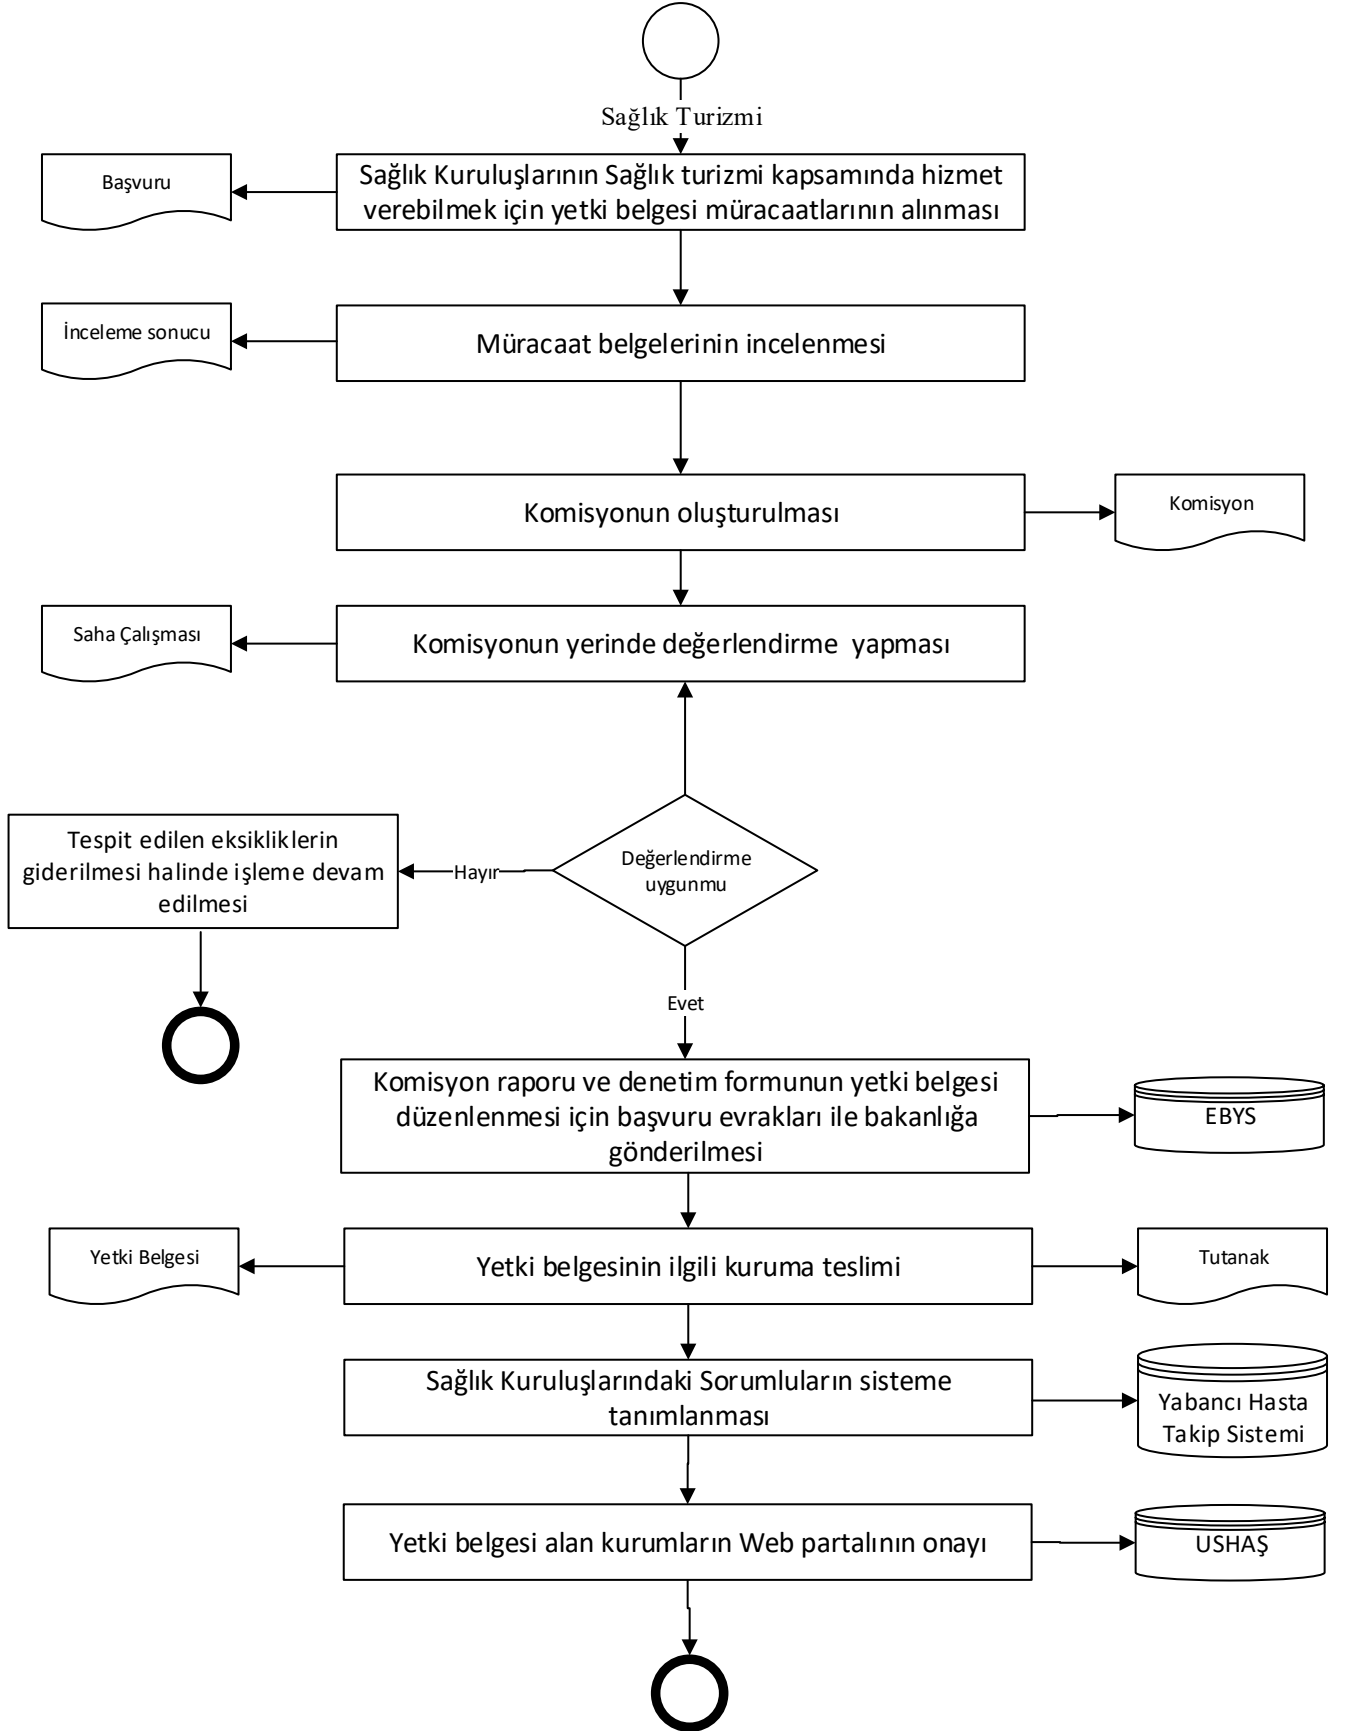 Sağlık Turizmi
Başvuru
Sağlık Kuruluşlarının Sağlık turizmi kapsamında hizmet
verebilmek için yetki belgesi müracaatlarının alınması
İnceleme sonucu
Müracaat belgelerinin incelenmesi
Komisyonun oluşturulması
Komisyon
Saha Çalışması
Komisyonun yerinde değerlendirme yapması
Tespit edilen eksikliklerin
giderilmesi halinde işleme devam
edilmesi
Hayır
Değerlendirme
uygunmu
Evet
Komisyon raporu ve denetim formunun yetki belgesi
düzenlenmesi için başvuru evrakları ile bakanlığa
gönderilmesi
EBYS
Yetki Belgesi
Yetki belgesinin ilgili kuruma teslimi
Tutanak
Sağlık Kuruluşlarındaki Sorumluların sisteme
tanımlanması
Yabancı Hasta
Takip Sistemi
Yetki belgesi alan kurumların Web partalının onayı
USHAŞ